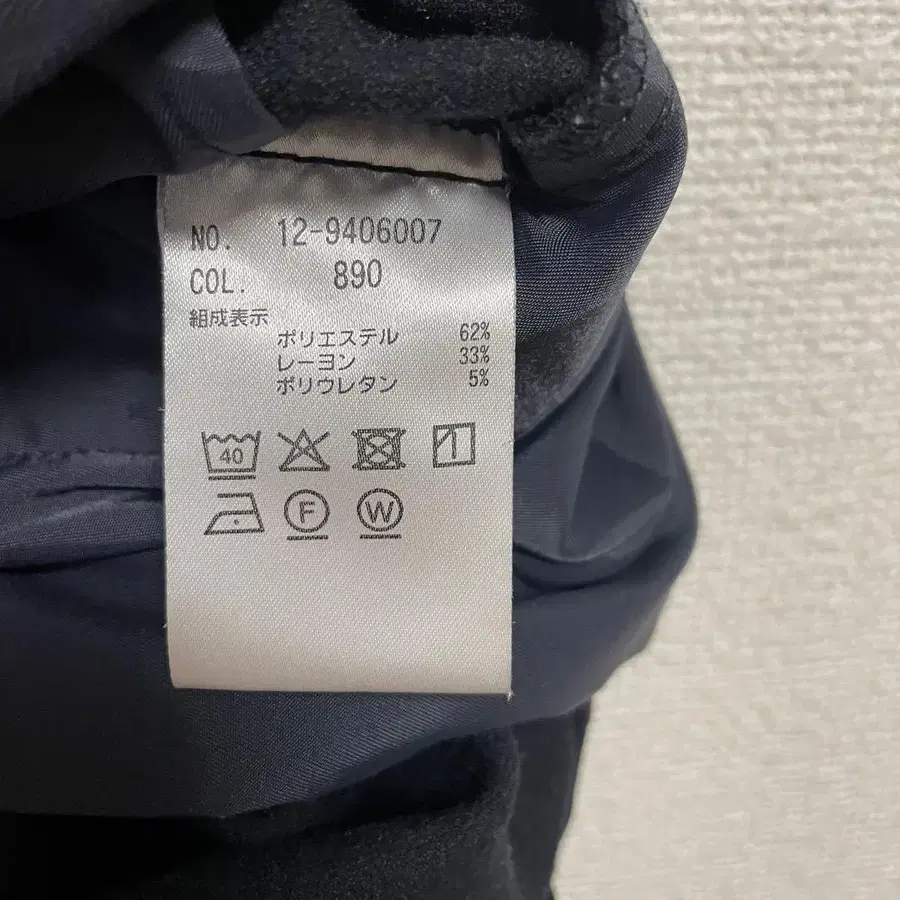 NO. 12-9406007
COL. 890
組成表示
ポリエステル 62%
レーヨン 33%
ポリウレタン 5%
40
F W